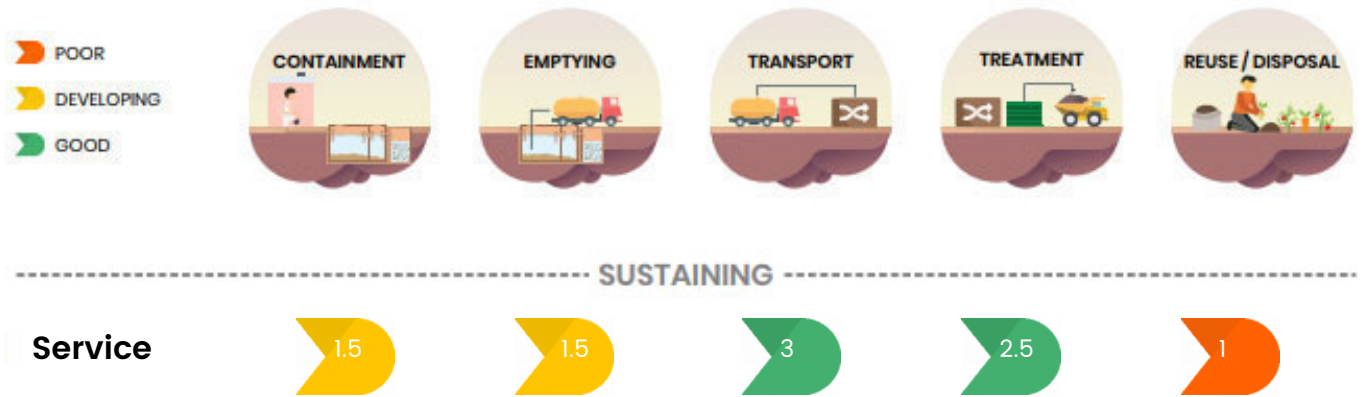 POOR
DEVELOPING
GOOD
CONTAINMENT
EMPTYING
TRANSPORT
TREATMENT
REUSE / DISPOSAL
SUSTAINING
Service
1.5
1.5
3
2.5
1